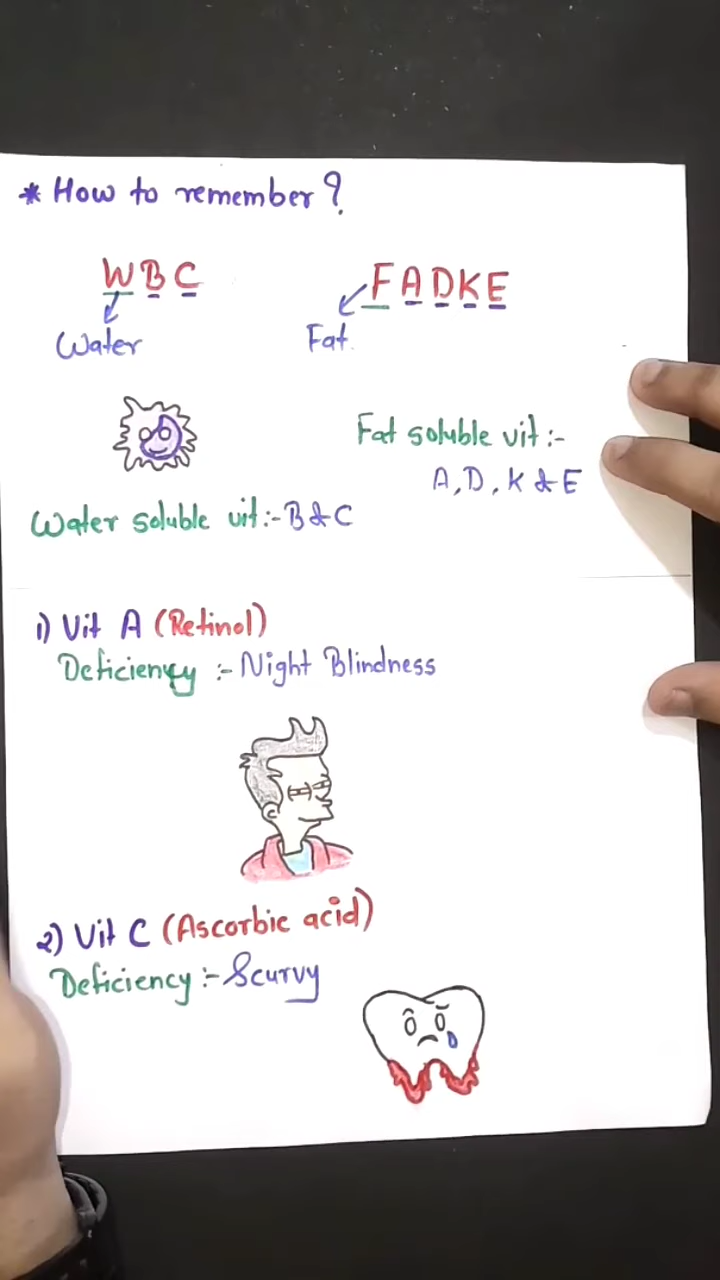 * How to remember?
WBC
FADKE
Water
Fat
Fat soluble vit :-
A, D, K & E
Water soluble vit :- B & C
1) Vit A (Retinol)
Deficiency :- Night Blindness
2) Vit C (Ascorbic acid)
Deficiency :- Scurvy